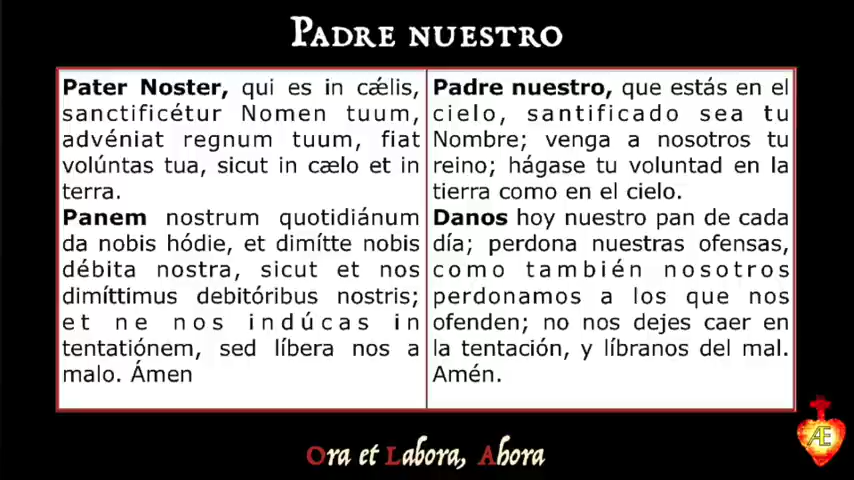 PADRE NUESTRO
Pater Noster, qui es in cǽlis,
sanctificétur Nomen tuum,
advéniat regnum tuum, fiat
volúntas tua, sicut in cælo et in
terra.
Panem nostrum quotidiánum
da nobis hódie, et dimítte nobis
débita nostra, sicut et nos
dimíttimus debitóribus nostris;
et ne nos indúcas in
tentatiónem, sed líbera nos a
malo. Ámen
Padre nuestro, que estás en el
cielo, santificado sea tu
Nombre; venga a nosotros tu
reino; hágase tu voluntad en la
tierra como en el cielo.
Danos hoy nuestro pan de cada
día; perdona nuestras ofensas,
como también nosotros
perdonamos a los que nos
ofenden; no nos dejes caer en
la tentación, y líbranos del mal.
Amén.
Ora et Labora, Ahora
Æ